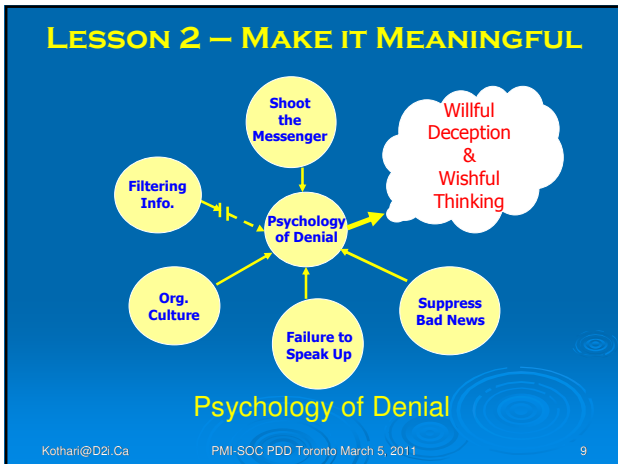 LESSON 2 – MAKE IT MEANINGFUL
Shoot
the
Messenger
Willful
Deception
&
Wishful
Thinking
Filtering
Info.
Psychology
of Denial
Org.
Culture
Failure to
Speak Up
Suppress
Bad News
Psychology of Denial
Kothari@D2i.Ca
PMI-SOC PDD Toronto March 5, 2011
9